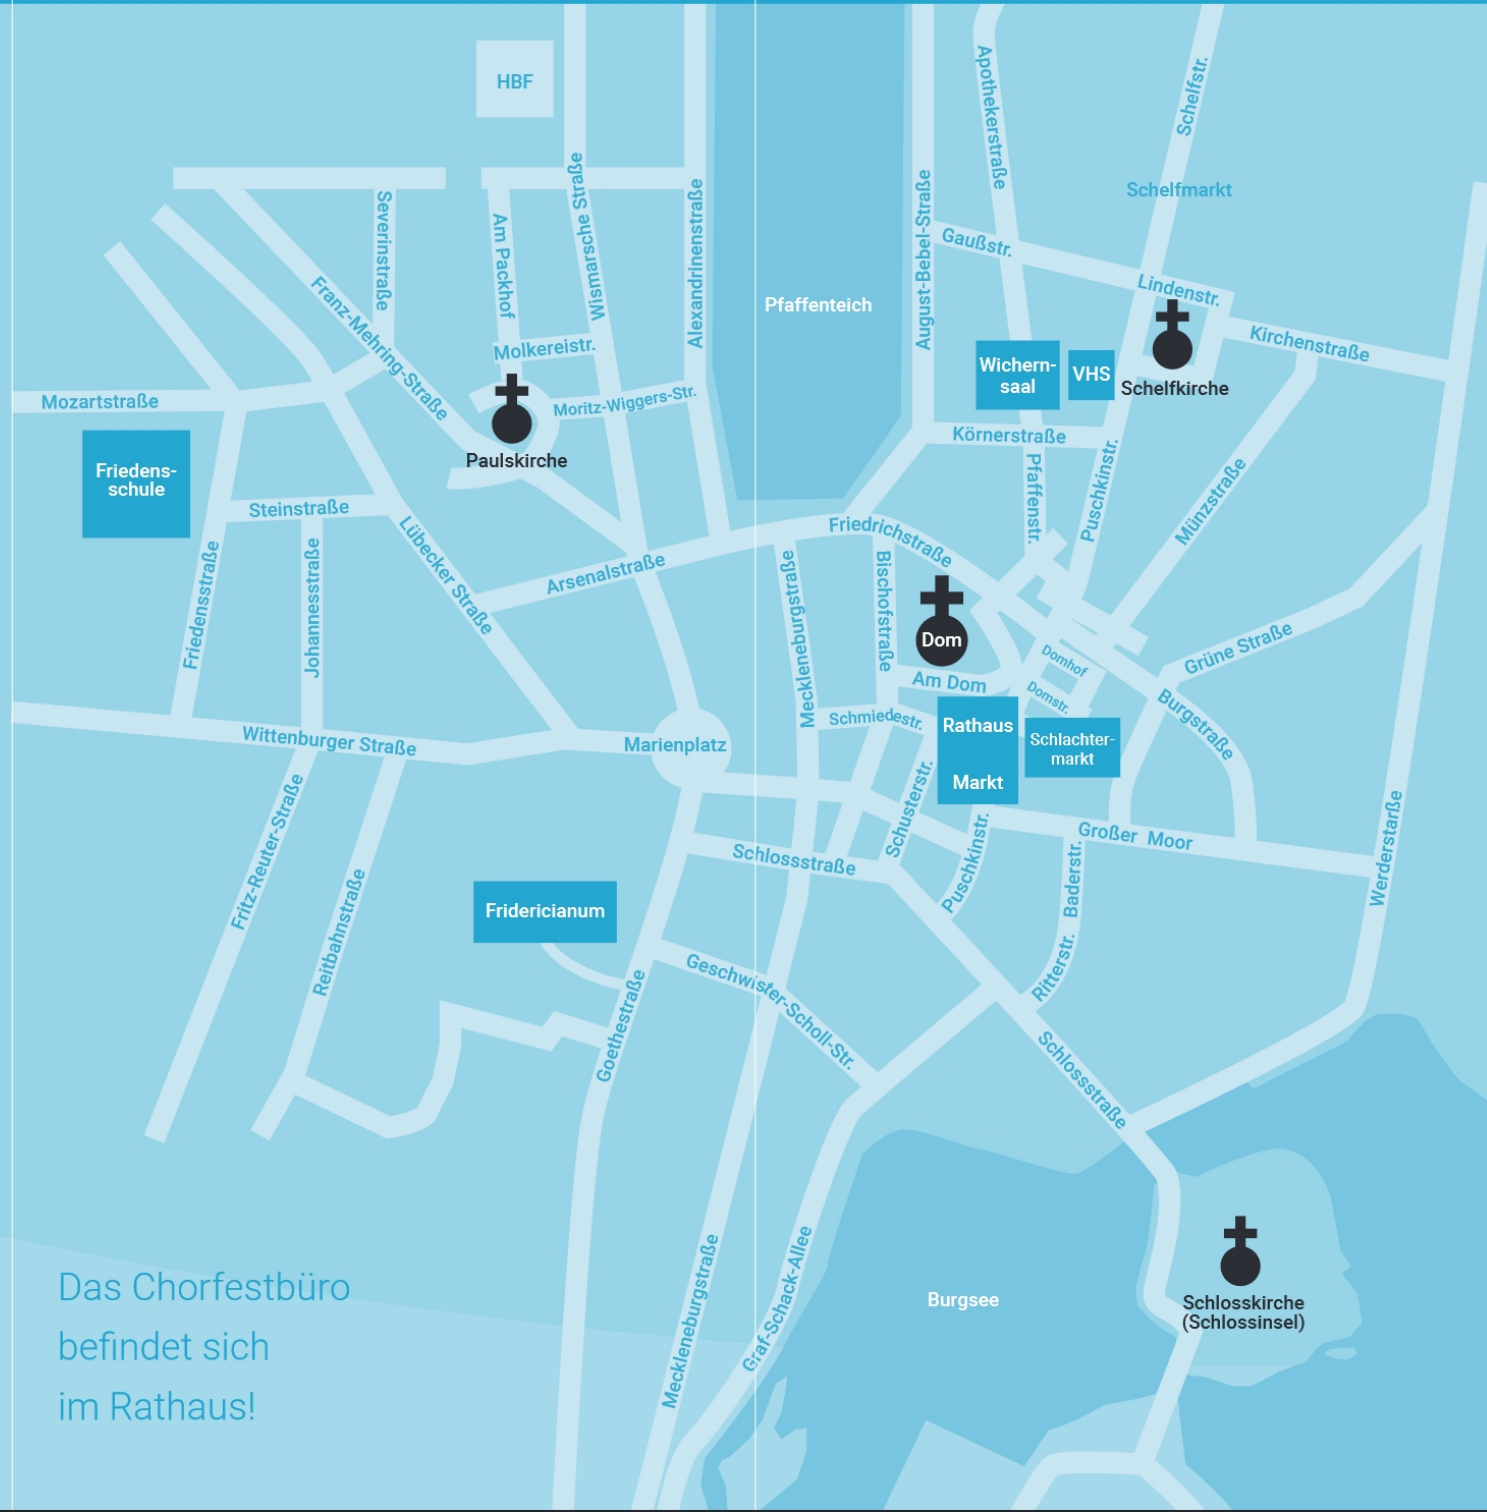 HBF
Apothekerstraße
Schelfstr.
Schelfmarkt
Severinstraße
Am Packhof
Wismarsche Straße
Alexandrinenstraße
August-Bebel-Straße
Gaußstr.
Franz-Mehring-Straße
Pfaffenteich
Lindenstr.
Kirchenstraße
Molkereistr.
Wichern-
saal
VHS
Schelfkirche
Mozartstraße
Moritz-Wiggers-Str.
Paulskirche
Körnerstraße
Friedens-
schule
Steinstraße
Pfaffenstr.
Puschkinstr.
Münzstraße
Lübecker Straße
Friedrichstraße
Arsenalstraße
Friedensstraße
Johannesstraße
Meckleneburgstraße
Bischofstraße
Dom
Domhof
Grüne Straße
Am Dom
Domstr.
Burgstraße
Schmiedestr.
Rathaus
Markt
Schlachter-
markt
Wittenburger Straße
Marienplatz
Schusterstr.
Fritz-Reuter-Straße
Großer Moor
Werderstarße
Schlossstraße
Puschkinstr.
Baderstr.
Reitbahnstraße
Fridericianum
Geschwister-Scholl-Str.
Ritterstr.
Goethestraße
Schlossstraße
Meckleneburgstraße
Graf-Schack-Allee
Burgsee
Schlosskirche
(Schlossinsel)
Das Chorfestbüro
befindet sich
im Rathaus!